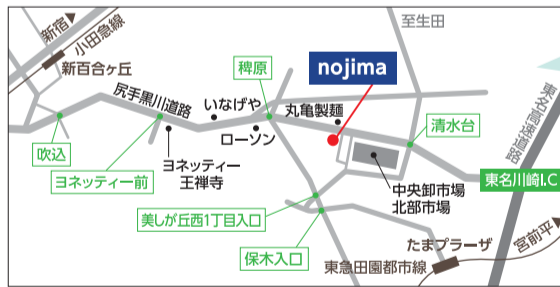 新宿
小田急線
新百合ヶ丘
尻手黒川道路
吹込
ヨネッティー前
ヨネッティー
王禅寺
いなげや
ローソン
稗原
nojima
丸亀製麺
至生田
清水台
中央卸市場
北部市場
美しが丘西1丁目入口
保木入口
東名高速道路
東名川崎I.C
たまプラーザ
東急田園都市線
宮前平